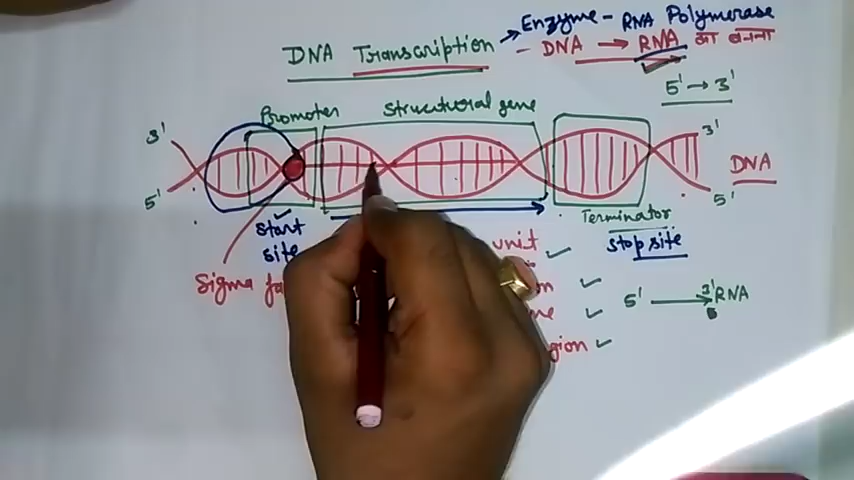 Enzyme - RNA Polymerase
DNA Transcription
- DNA → RNA का बनना
5' → 3'
Promoter
Structural gene
3'
3'
DNA
5'
5'
Terminator
start
site
unit
stop site
Sigma
5' → 3' RNA